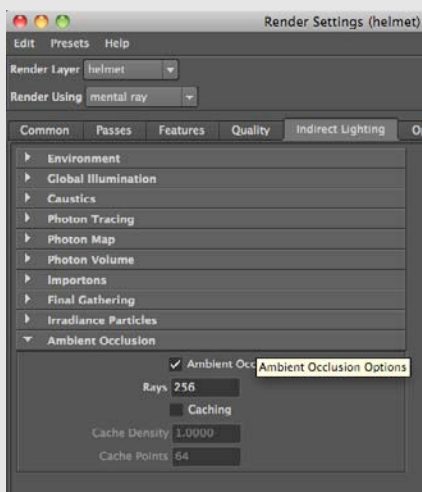 Render Settings (helmet)
Edit Presets Help
Render Layer helmet
Render Using mental ray
Common Passes Features Quality Indirect Lighting
Environment
Global Illumination
Caustics
Photon Tracing
Photon Map
Photon Volume
Importons
Final Gathering
Irradiance Particles
Ambient Occlusion
Ambient Occ
Ambient Occlusion Options
Rays 256
Caching
Cache Density 1.0000
Cache Points 64